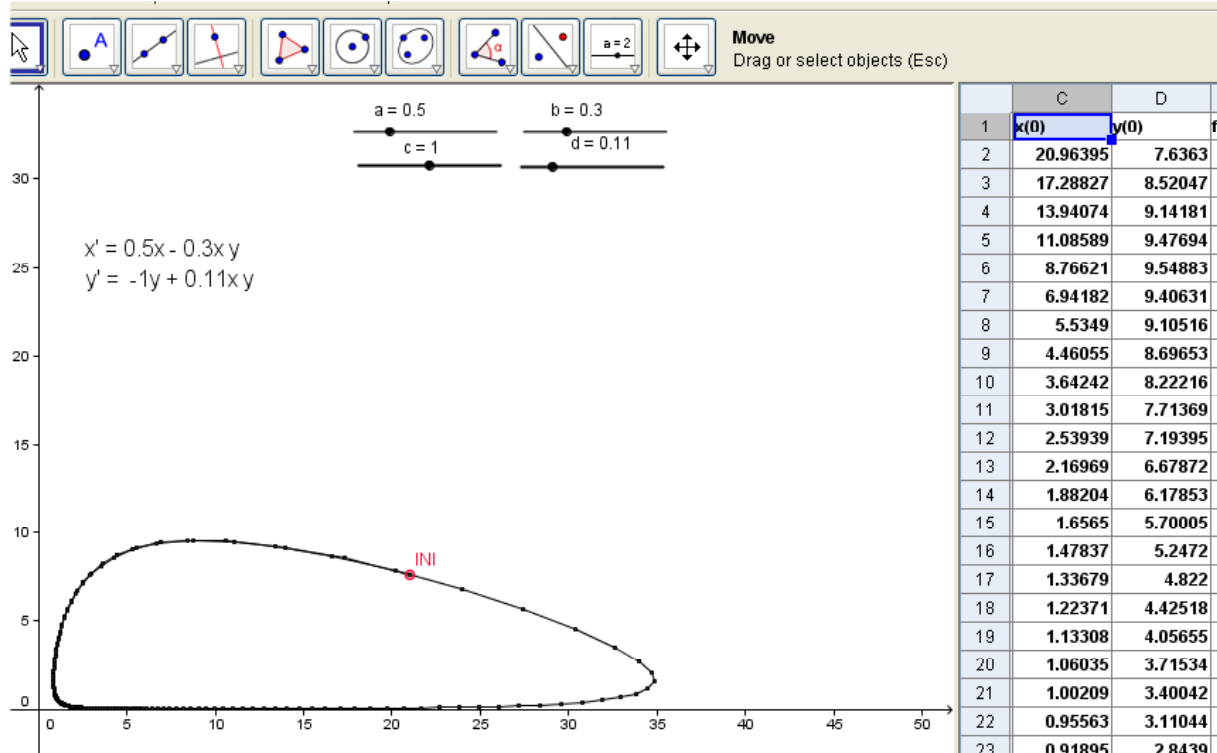 A
α
a = 2
Move
Drag or select objects (Esc)
a = 0.5
b = 0.3
c = 1
d = 0.11
x' = 0.5x - 0.3x y
y' = -1y + 0.11x y
30
25
20
15
10
5
0
0 5 10 15 20 25 30 35 40 45 50
INI
C D
1 x(0) y(0) f
2 20.96395 7.6363
3 17.28827 8.52047
4 13.94074 9.14181
5 11.08589 9.47694
6 8.76621 9.54883
7 6.94182 9.40631
8 5.5349 9.10516
9 4.46055 8.69653
10 3.64242 8.22216
11 3.01815 7.71369
12 2.53939 7.19395
13 2.16969 6.67872
14 1.88204 6.17853
15 1.6565 5.70005
16 1.47837 5.2472
17 1.33679 4.822
18 1.22371 4.42518
19 1.13308 4.05655
20 1.06035 3.71534
21 1.00209 3.40042
22 0.95563 3.11044
23 0.91895 2.8439